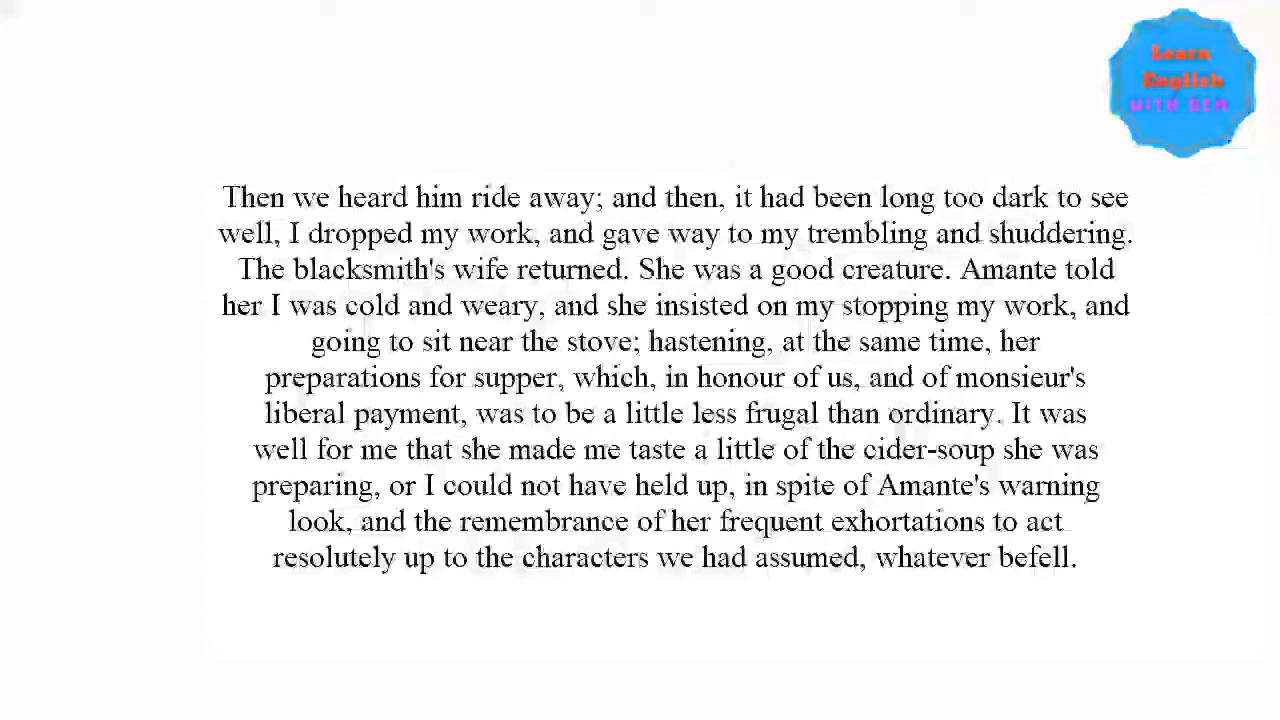 Learn
English
WITH GEM
Then we heard him ride away; and then, it had been long too dark to see
well, I dropped my work, and gave way to my trembling and shuddering.
The blacksmith's wife returned. She was a good creature. Amante told
her I was cold and weary, and she insisted on my stopping my work, and
going to sit near the stove; hastening, at the same time, her
preparations for supper, which, in honour of us, and of monsieur's
liberal payment, was to be a little less frugal than ordinary. It was
well for me that she made me taste a little of the cider-soup she was
preparing, or I could not have held up, in spite of Amante's warning
look, and the remembrance of her frequent exhortations to act
resolutely up to the characters we had assumed, whatever befell.